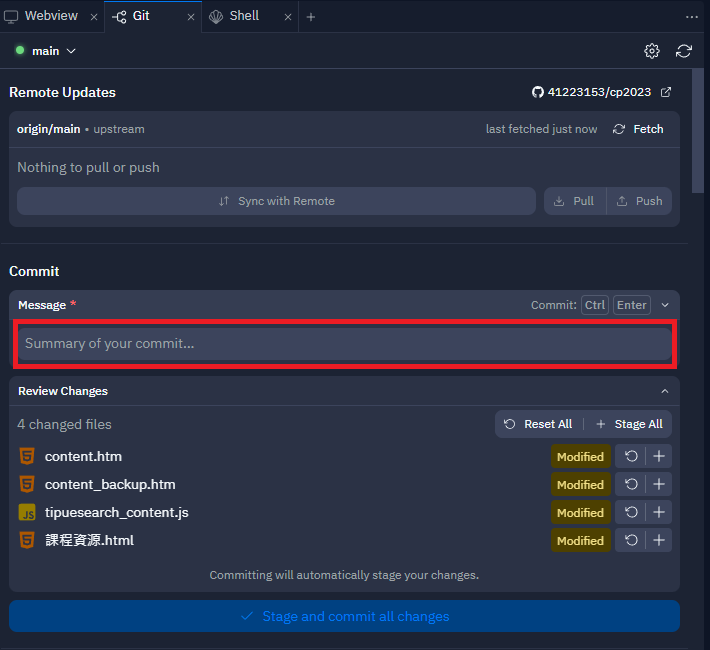 Webview × Git × Shell × + ...
main
Remote Updates 41223153/cp2023
origin/main • upstream last fetched just now Fetch
Nothing to pull or push
Sync with Remote Pull Push
Commit
Message * Commit: Ctrl Enter
Summary of your commit...
Review Changes
4 changed files Reset All + Stage All
content.htm Modified +
content_backup.htm Modified +
JS tipuesearch_content.js Modified +
課程資源.html Modified +
Committing will automatically stage your changes.
Stage and commit all changes